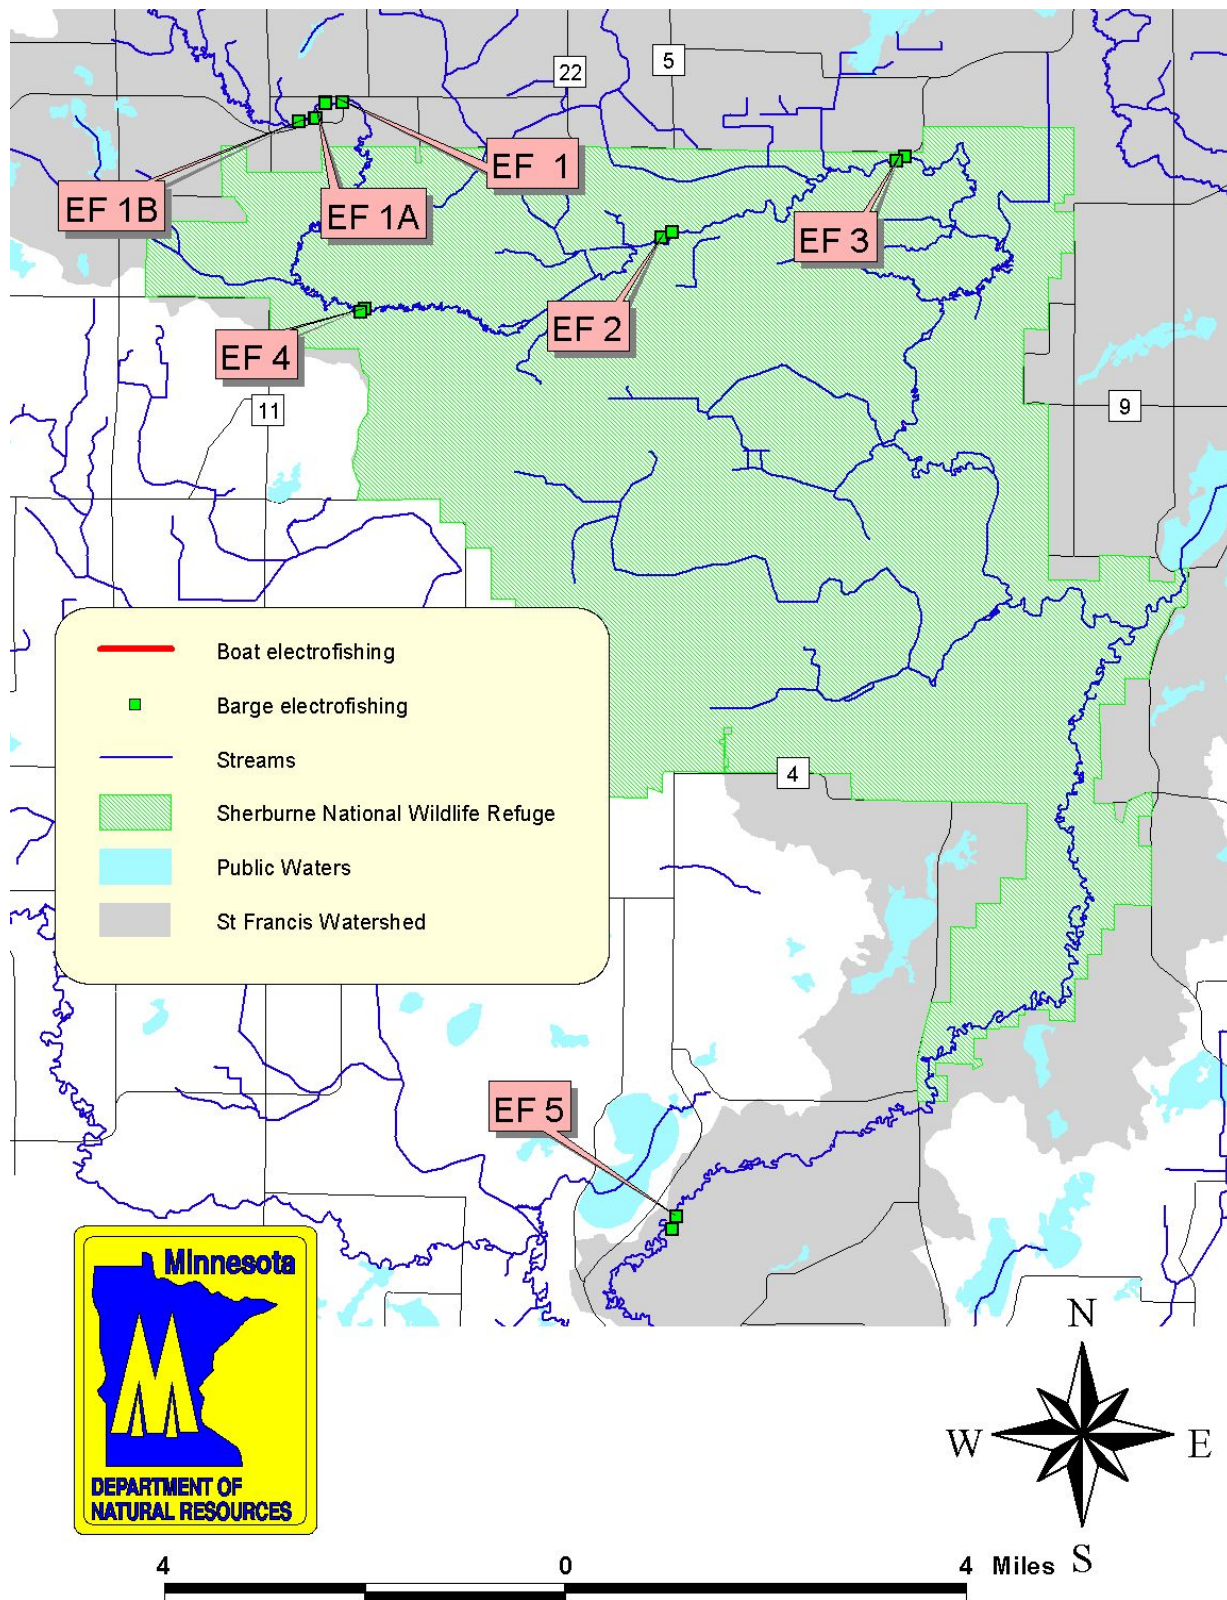 22
5
EF 1
EF 1B
EF 1A
EF 3
EF 2
EF 4
11
9
Boat electrofishing
Barge electrofishing
Streams
Sherburne National Wildlife Refuge
Public Waters
St Francis Watershed
4
EF 5
Minnesota
DEPARTMENT OF
NATURAL RESOURCES
N
W
E
S
4
0
4 Miles